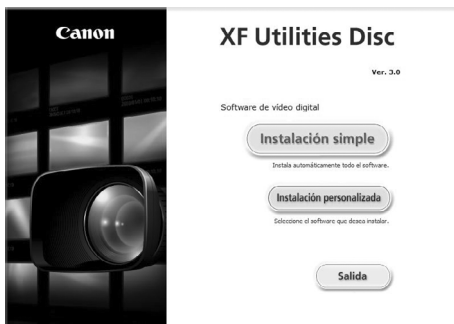 Canon
XF Utilities Disc
Ver. 3.0
Software de vídeo digital
Instalación simple
Instala automáticamente todo el software.
Instalación personalizada
Seleccione el software que desea instalar.
Salida